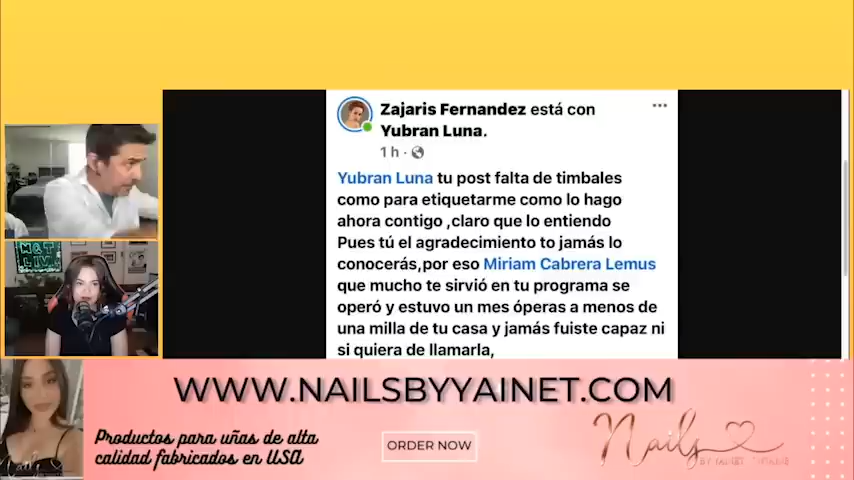 Zajaris Fernandez está con
Yubran Luna.
1 h ·
Yubran Luna tu post falta de timbales
como para etiquetarme como lo hago
ahora contigo ,claro que lo entiendo
Pues tú el agradecimiento to jamás lo
conocerás,por eso Miriam Cabrera Lemus
que mucho te sirvió en tu programa se
operó y estuvo un mes óperas a menos de
una milla de tu casa y jamás fuiste capaz ni
si quiera de llamarla,
M&T
LIVE
WWW.NAILSBYYAINET.COM
Productos para uñas de alta
calidad fabricados en USA
ORDER NOW
Nails
BY YAINET